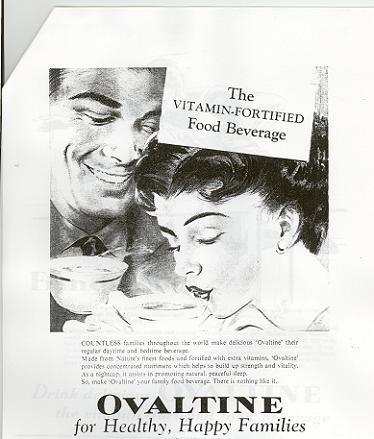 The
VITAMIN-FORTIFIED
Food Beverage
COUNTLESS families throughout the world make delicious 'Ovaltine' their
regular daytime and bedtime beverage.
Made from Nature's finest foods and fortified with extra vitamins, 'Ovaltine'
provides concentrated nutriment which helps to build up strength and vitality.
As a nightcap, it assists in promoting natural, peaceful sleep.
So, make 'Ovaltine' your family food beverage. There is nothing like it.
OVALTINE
for Healthy, Happy Families